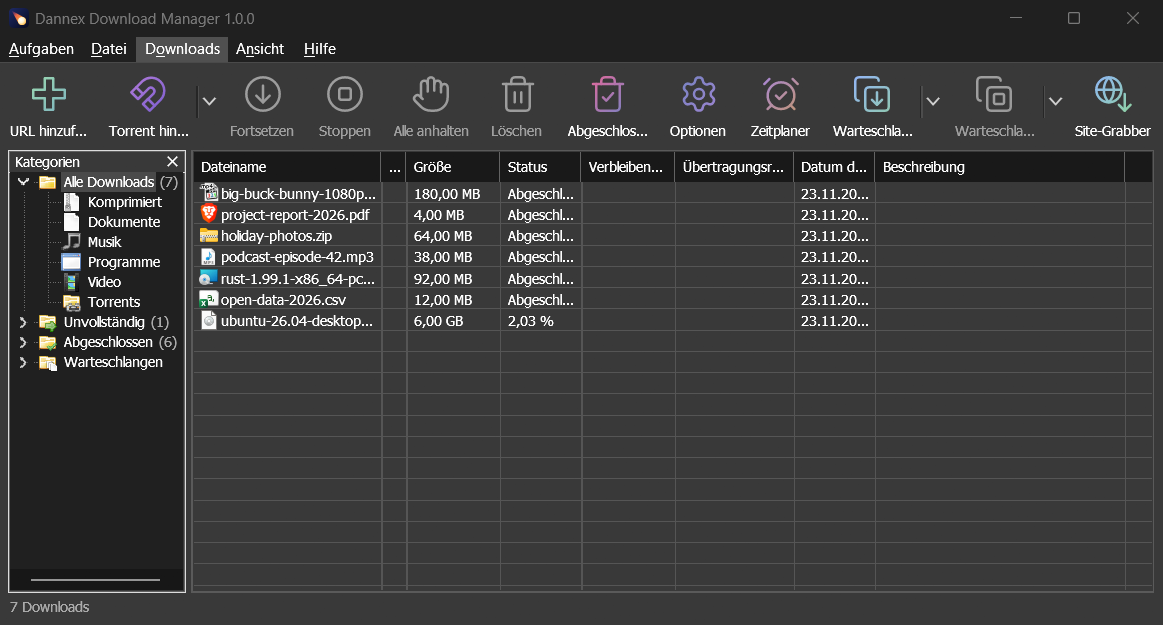 Dannex Download Manager 1.0.0
Aufgaben Datei Downloads Ansicht Hilfe
URL hinzuf... Torrent hin... Fortsetzen Stoppen Alle anhalten Löschen Abgeschlos... Optionen Zeitplaner Warteschla... Warteschla... Site-Grabber
Kategorien
Alle Downloads (7)
Komprimiert
Dokumente
Musik
Programme
Video
Torrents
Unvollständig (1)
Abgeschlossen (6)
Warteschlangen
Dateiname ... Größe Status Verbleiben... Übertragungsr... Datum d... Beschreibung
big-buck-bunny-1080p... 180,00 MB Abgeschl... 23.11.20...
project-report-2026.pdf 4,00 MB Abgeschl... 23.11.20...
holiday-photos.zip 64,00 MB Abgeschl... 23.11.20...
podcast-episode-42.mp3 38,00 MB Abgeschl... 23.11.20...
rust-1.99.1-x86_64-pc... 92,00 MB Abgeschl... 23.11.20...
open-data-2026.csv 12,00 MB Abgeschl... 23.11.20...
ubuntu-26.04-desktop... 6,00 GB 2,03 % 23.11.20...
7 Downloads